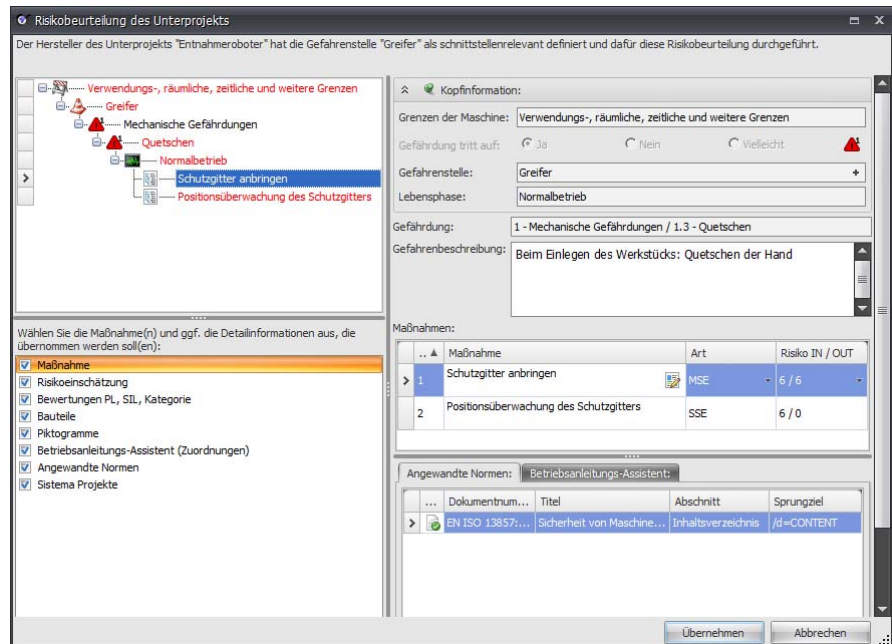 Risikobeurteilung des Unterprojekts
Der Hersteller des Unterprojekts "Entnahmeroboter" hat die Gefahrenstelle "Greifer" als schnittstellenrelevant definiert und dafür diese Risikobeurteilung durchgeführt.
Verwendungs-, räumliche, zeitliche und weitere Grenzen
Greifer
Mechanische Gefährdungen
Quetschen
Normalbetrieb
Schutzgitter anbringen
Positionsüberwachung des Schutzgitters
Wählen Sie die Maßnahme(n) und ggf. die Detailinformationen aus, die
übernommen werden soll(en):
Maßnahme
Risikoeinschätzung
Bewertungen PL, SIL, Kategorie
Bauteile
Piktogramme
Betriebsanleitungs-Assistent (Zuordnungen)
Angewandte Normen
Sistema Projekte
Kopfinformation:
Grenzen der Maschine: Verwendungs-, räumliche, zeitliche und weitere Grenzen
Gefährdung tritt auf: Ja Nein Vielleicht
Gefahrenstelle: Greifer
Lebensphase: Normalbetrieb
Gefährdung: 1 - Mechanische Gefährdungen / 1.3 - Quetschen
Gefahrenbeschreibung: Beim Einlegen des Werkstücks: Quetschen der Hand
Maßnahmen:
.. Maßnahme Art Risiko IN / OUT
1 Schutzgitter anbringen MSE 6 / 6
2 Positionsüberwachung des Schutzgitters SSE 6 / 0
Angewandte Normen: Betriebsanleitungs-Assistent:
... Dokumentnum... Titel Abschnitt Sprungziel
EN ISO 13857:... Sicherheit von Maschine... Inhaltsverzeichnis /d=CONTENT
Übernehmen Abbrechen